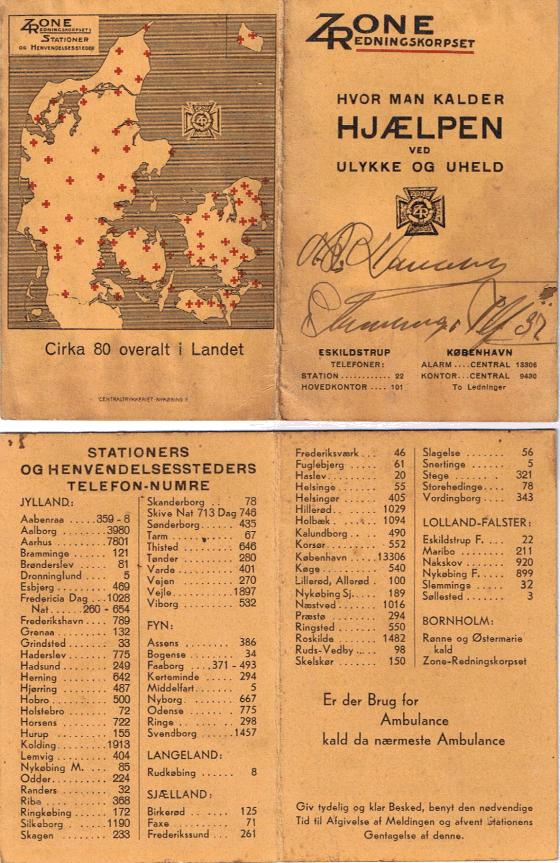 ZONE
REDNINGSKORPSETS
STATIONER
OG HENVENDELSESSTEDER
Cirka 80 overalt i Landet
CENTRALTRYKKERIET-NYKØBING F.
ZONE
REDNINGSKORPSET
HVOR MAN KALDER
HJÆLPEN
VED
ULYKKE OG UHELD
ZR
ESKILDSTRUP
TELEFONER:
STATION ............ 22
HOVEDKONTOR .... 101
KØBENHAVN
ALARM .... CENTRAL 13306
KONTOR... CENTRAL 9430
To Ledninger
STATIONERS
OG HENVENDELSESSTEDERS
TELEFON-NUMRE
JYLLAND:
Aabenraa ..... 359 - 8
Aalborg ........ 3980
Aarhus ......... 7801
Bramminge ...... 121
Brønderslev .... 81
Dronninglund ... 5
Esbjerg ........ 469
Fredericia Dag ... 1028
Nat ..... 260 - 654
Frederikshavn .. 789
Grenaa ......... 132
Grindsted ...... 33
Haderslev ...... 775
Hadsund ........ 249
Herning ........ 642
Hjørring ....... 487
Hobro .......... 500
Holstebro ...... 72
Horsens ........ 722
Hurup .......... 155
Kolding ........ 1913
Lemvig ......... 404
Nykøbing M. .... 85
Odder .......... 224
Randers ........ 32
Ribe ........... 368
Ringkøbing ..... 172
Silkeborg ...... 1190
Skagen ......... 233
Skanderborg .... 78
Skive Nat 713 Dag 746
Sønderborg ..... 435
Tarm ........... 67
Thisted ........ 646
Tønder ......... 280
Varde .......... 401
Vejen .......... 270
Vejle .......... 1897
Viborg ......... 532
FYN:
Assens ......... 386
Bogense ........ 34
Faaborg .... 371 - 493
Kerteminde ..... 294
Middelfart ..... 5
Nyborg ......... 667
Odense ......... 775
Ringe .......... 298
Svendborg ...... 1457
LANGELAND:
Rudkøbing ...... 8
SJÆLLAND:
Birkerød ....... 125
Faxe ........... 71
Frederikssund .. 261
Frederiksværk ... 46
Fuglebjerg ..... 61
Haslev ......... 20
Helsinge ....... 55
Helsingør ...... 405
Hillerød ....... 1029
Holbæk ......... 1094
Kalundborg ..... 490
Korsør ......... 552
København ...... 13306
Køge ........... 540
Lillerød, Allerød . 100
Nykøbing Sj. ... 189
Næstved ........ 1016
Præstø ......... 294
Ringsted ....... 550
Roskilde ....... 1482
Ruds-Vedby ..... 98
Skelskør ....... 150
Slagelse ....... 56
Snertinge ...... 5
Stege .......... 321
Storehedinge ... 78
Vordingborg .... 343
LOLLAND-FALSTER:
Eskildstrup F. .. 22
Maribo ......... 211
Nakskov ........ 920
Nykøbing F. .... 899
Slemminge ...... 32
Søllested ...... 3
BORNHOLM:
Rønne og Østermarie
kald
Zone-Redningskorpset
Er der Brug for
Ambulance
kald da nærmeste Ambulance
Giv tydelig og klar Besked, benyt den nødvendige
Tid til Afgivelse af Meldingen og afvent Stationens
Gentagelse af denne.